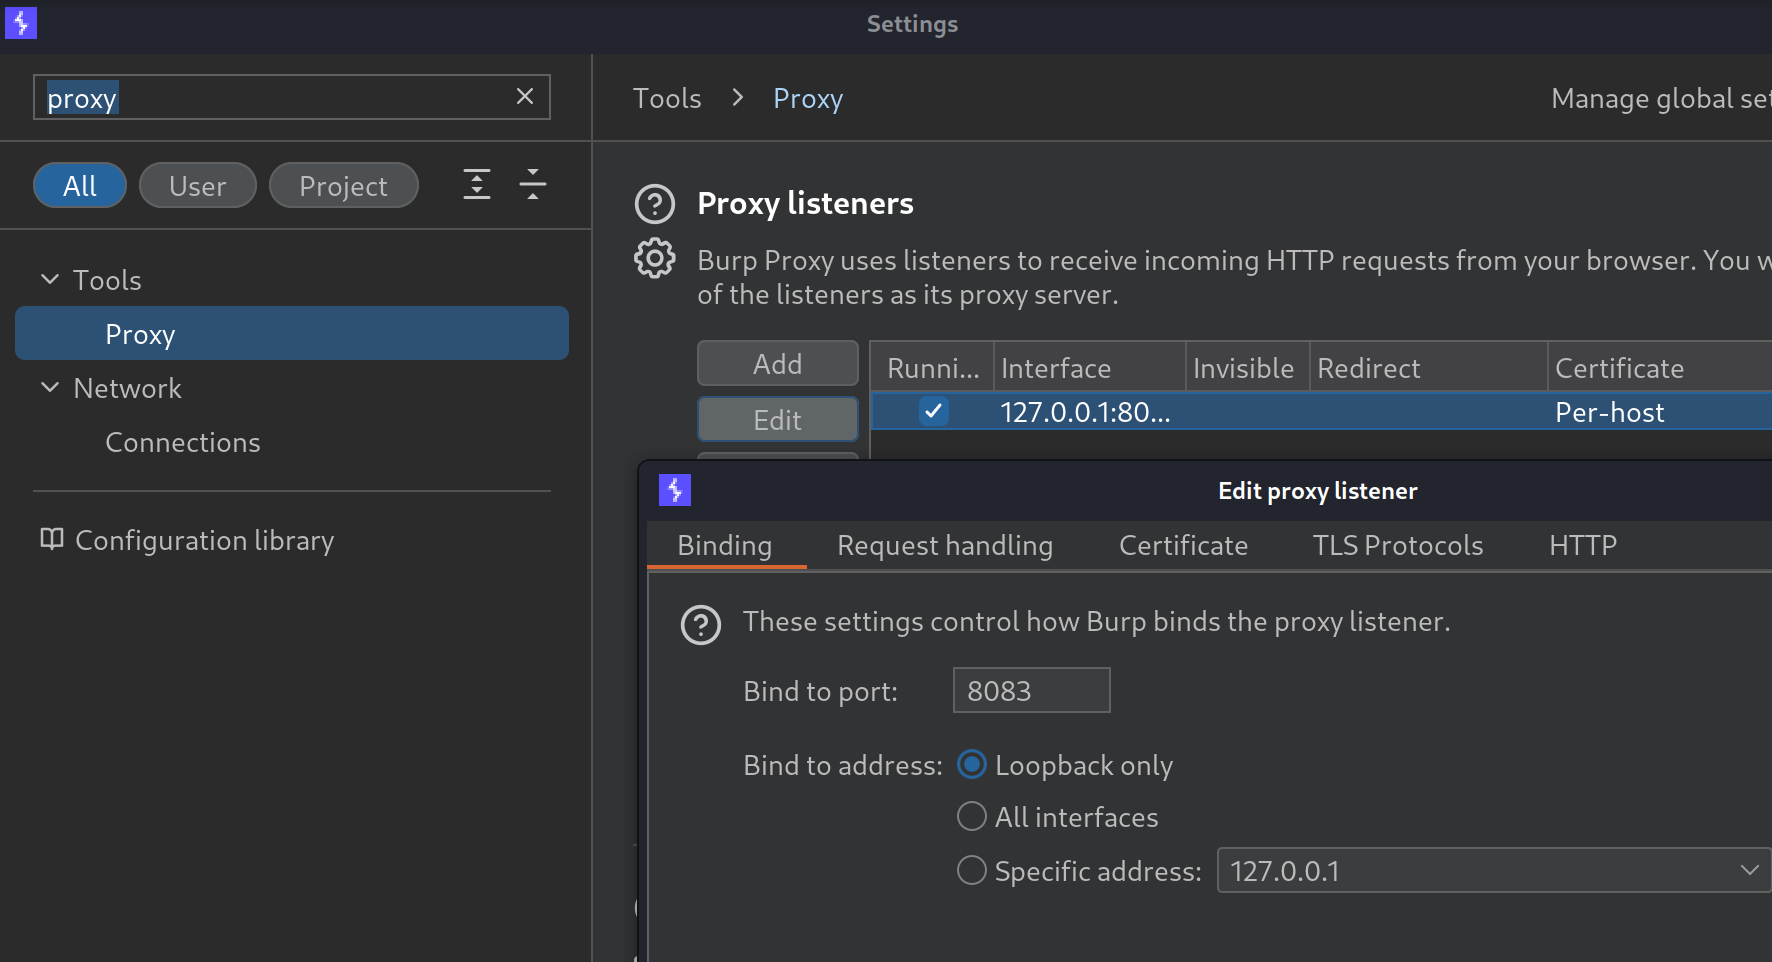 Settings
proxy
Tools > Proxy
Manage global set
All User Project
Proxy listeners
Burp Proxy uses listeners to receive incoming HTTP requests from your browser. You w
of the listeners as its proxy server.
Tools
Proxy
Network
Connections
Configuration library
Add
Edit
Runni... Interface Invisible Redirect Certificate
127.0.0.1:80... Per-host
Edit proxy listener
Binding Request handling Certificate TLS Protocols HTTP
These settings control how Burp binds the proxy listener.
Bind to port: 8083
Bind to address: Loopback only
All interfaces
Specific address: 127.0.0.1